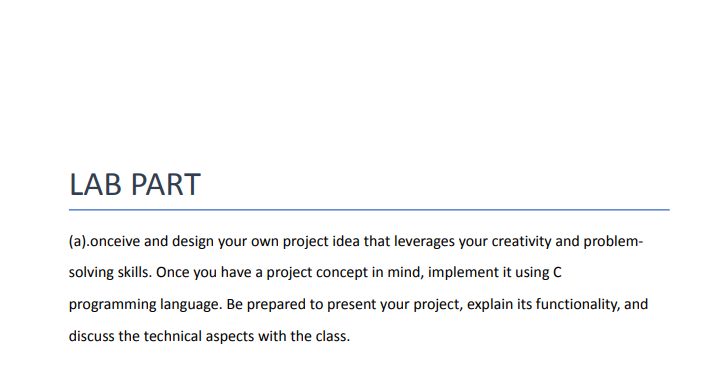 LAB PART
(a).onceive and design your own project idea that leverages your creativity and problem-
solving skills. Once you have a project concept in mind, implement it using C
programming language. Be prepared to present your project, explain its functionality, and
discuss the technical aspects with the class.